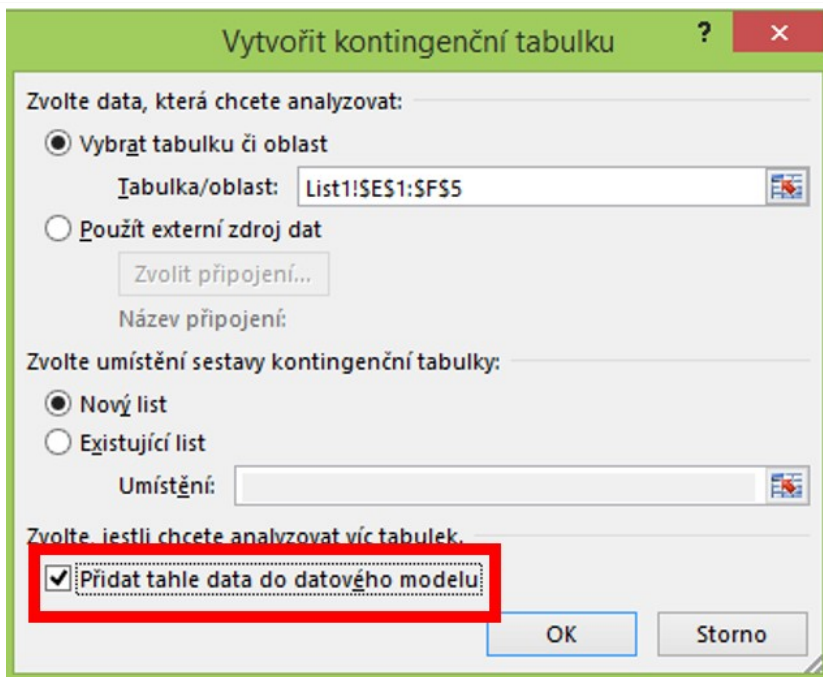 Vytvořit kontingenční tabulku ? ×
Zvolte data, která chcete analyzovat:
Vybrat tabulku či oblast
Tabulka/oblast: List1!$E$1:$F$5
Použít externí zdroj dat
Zvolit připojení...
Název připojení:
Zvolte umístění sestavy kontingenční tabulky:
Nový list
Existující list
Umístění:
Zvolte, jestli chcete analyzovat víc tabulek.
Přidat tahle data do datového modelu
OK Storno